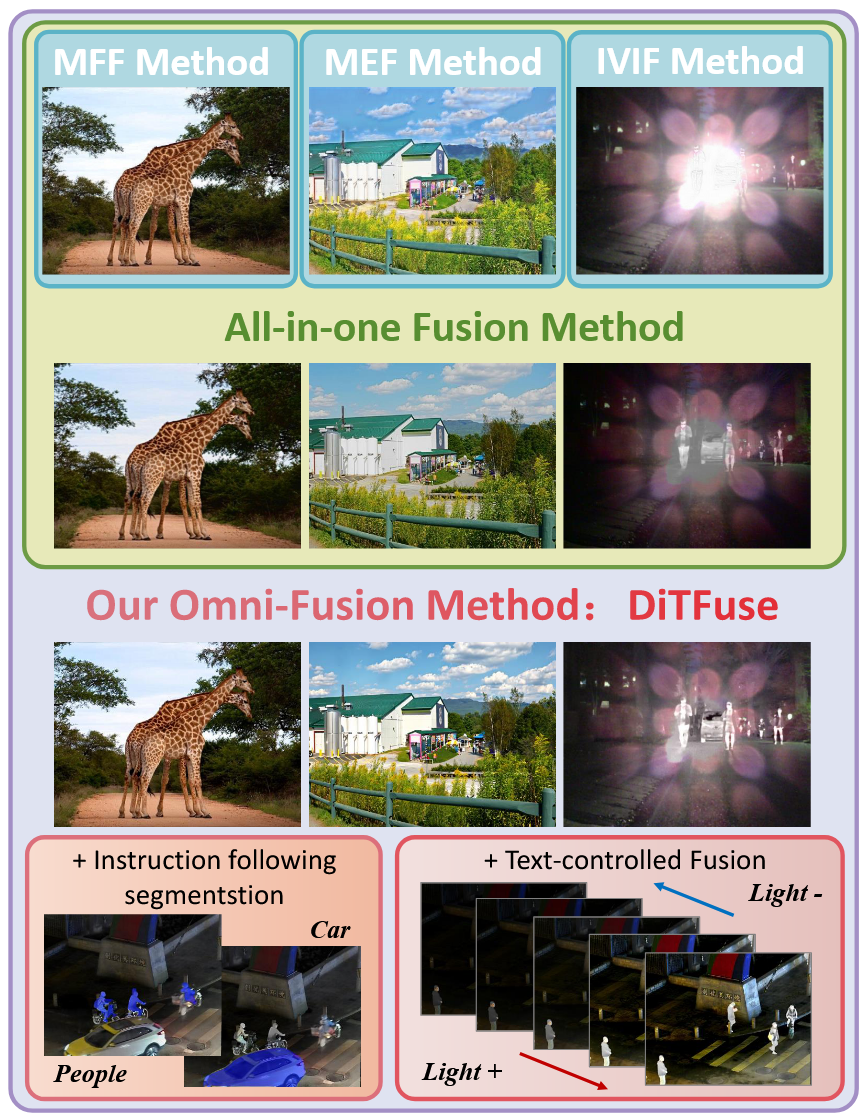 MFF Method
MEF Method
IVIF Method
All-in-one Fusion Method
Our Omni-Fusion Method： DiTFuse
+ Instruction following
segmentstion
Car
People
+ Text-controlled Fusion
Light -
Light +